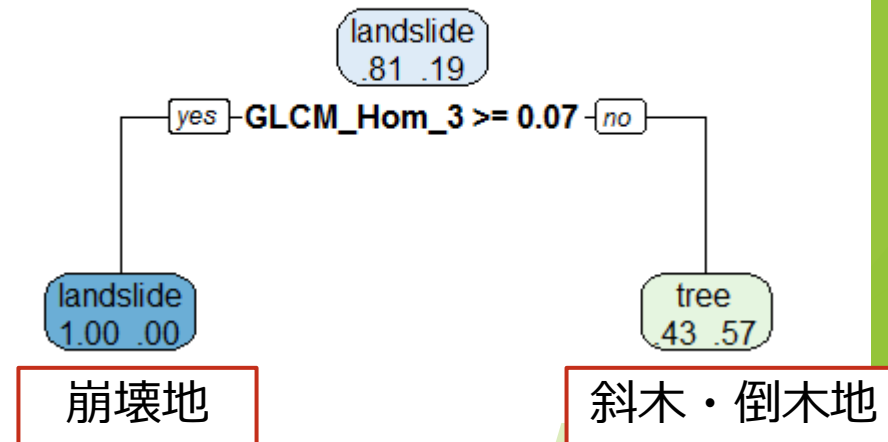 landslide
.81 .19
yes GLCM_Hom_3 >= 0.07 no
landslide
1.00 .00
tree
.43 .57
崩壊地
斜木・倒木地